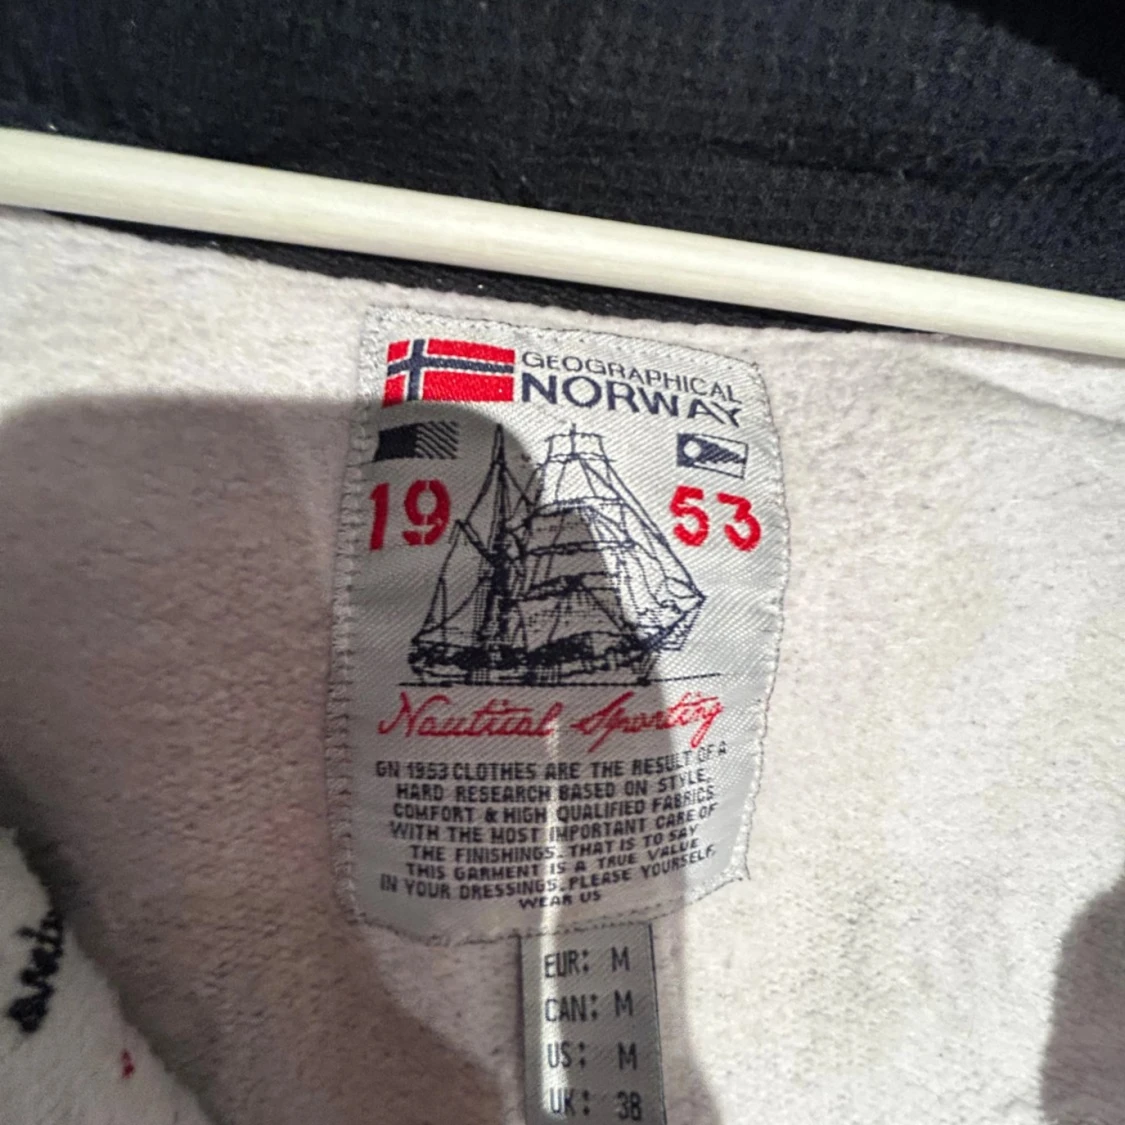 GEOGRAPHICAL
NORWAY
19 53
Nautical Sporting
GN 1953 CLOTHES ARE THE RESULT OF A
HARD RESEARCH BASED ON STYLE,
COMFORT & HIGH QUALIFIED FABRICS
WITH THE MOST IMPORTANT CARE OF
THE FINISHINGS. THAT IS TO SAY
THIS GARMENT IS A TRUE VALUE
IN YOUR DRESSINGS. PLEASE YOURSELF,
WEAR US
EUR: M
CAN: M
US: M
UK: 38